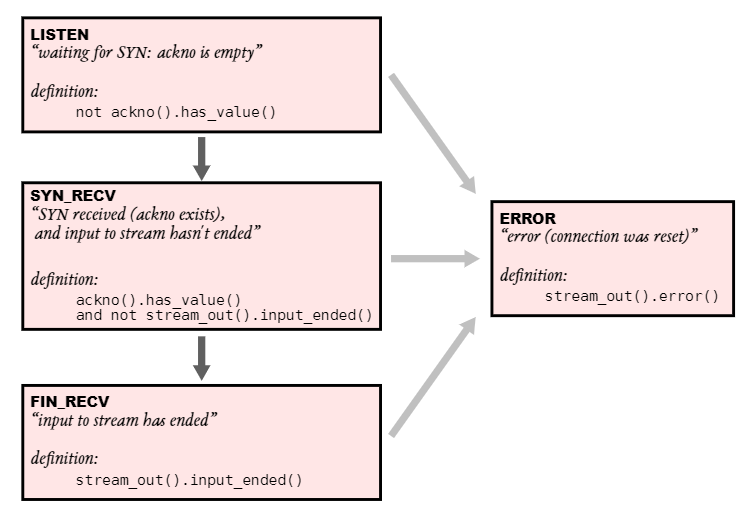 LISTEN
“waiting for SYN: ackno is empty”
definition:
not ackno().has_value()
SYN_RECV
“SYN received (ackno exists),
and input to stream hasn't ended”
definition:
ackno().has_value()
and not stream_out().input_ended()
FIN_RECV
“input to stream has ended”
definition:
stream_out().input_ended()
ERROR
“error (connection was reset)”
definition:
stream_out().error()